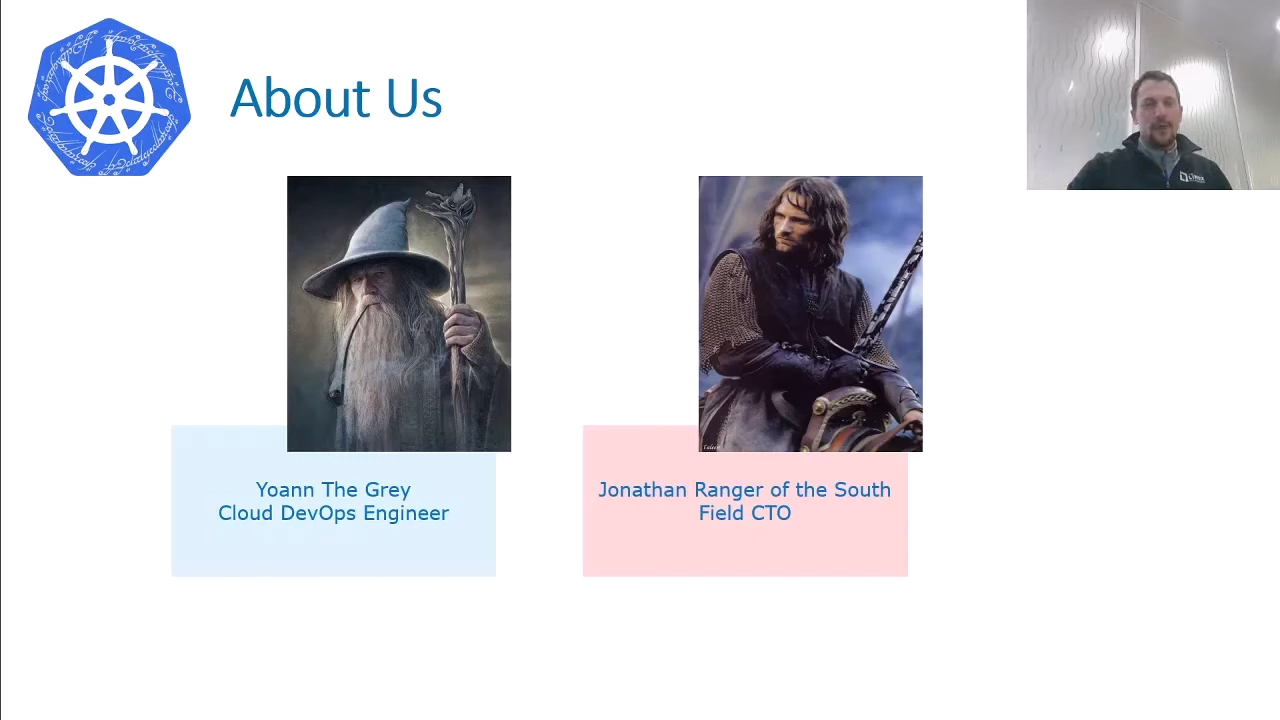 About Us
Yoann The Grey
Cloud DevOps Engineer
Jonathan Ranger of the South
Field CTO